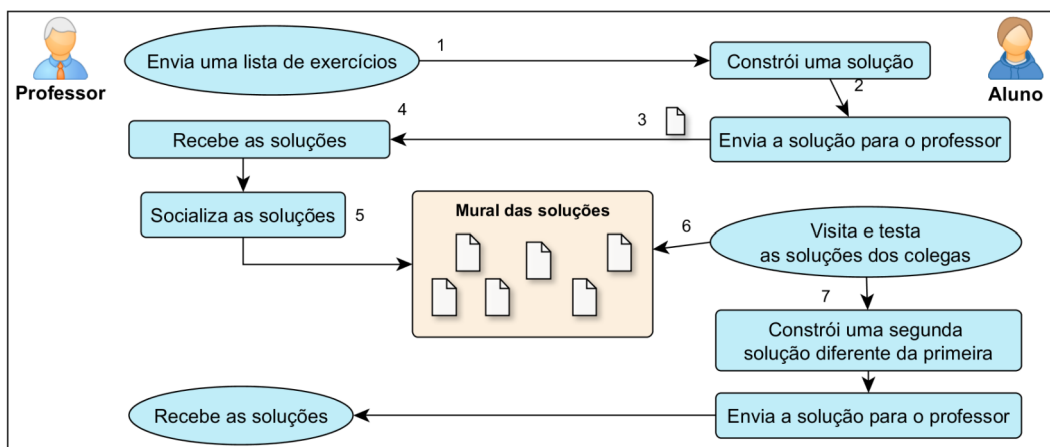 Professor
Envia uma lista de exercícios
1
Constrói uma solução
Aluno
2
Envia a solução para o professor
3
4
Recebe as soluções
Socializa as soluções
5
Mural das soluções
6
Visita e testa
as soluções dos colegas
7
Constrói uma segunda
solução diferente da primeira
Envia a solução para o professor
Recebe as soluções